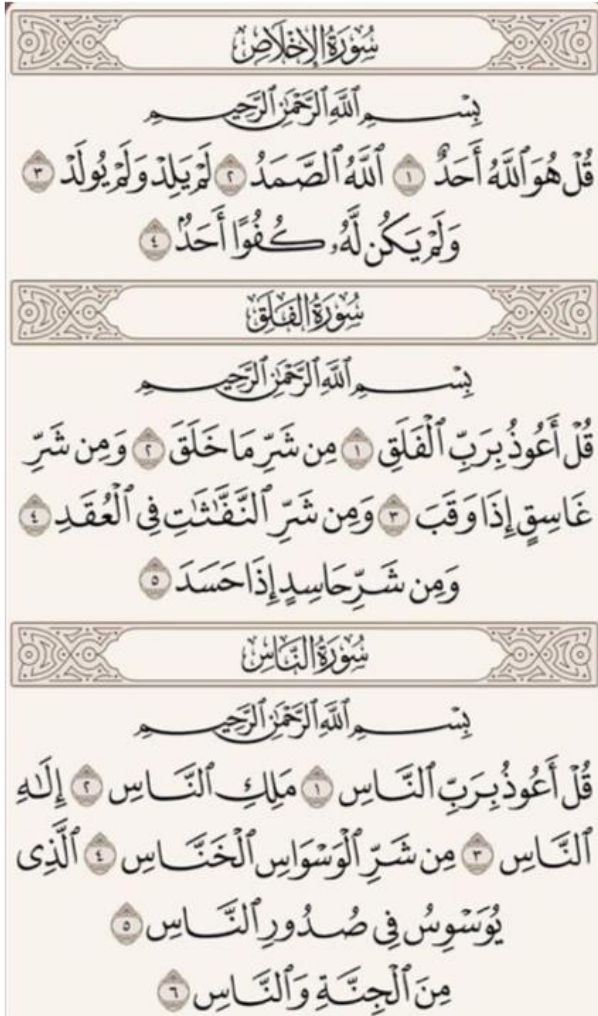 سُورَةُ الإِخْلَاصِ
بِسْمِ ٱللَّهِ ٱلرَّحْمَٰنِ ٱلرَّحِيمِ
قُلْ هُوَ ٱللَّهُ أَحَدٌ ١ ٱللَّهُ ٱلصَّمَدُ ٢ لَمْ يَلِدْ وَلَمْ يُولَدْ ٣
وَلَمْ يَكُن لَّهُۥ كُفُوًا أَحَدٌۢ ٤
سُورَةُ الفَلَقِ
بِسْمِ ٱللَّهِ ٱلرَّحْمَٰنِ ٱلرَّحِيمِ
قُلْ أَعُوذُ بِرَبِّ ٱلْفَلَقِ ١ مِن شَرِّ مَا خَلَقَ ٢ وَمِن شَرِّ
غَاسِقٍ إِذَا وَقَبَ ٣ وَمِن شَرِّ ٱلنَّفَّٰثَٰتِ فِى ٱلْعُقَدِ ٤
وَمِن شَرِّ حَاسِدٍ إِذَا حَسَدَ ٥
سُورَةُ النَّاسِ
بِسْمِ ٱللَّهِ ٱلرَّحْمَٰنِ ٱلرَّحِيمِ
قُلْ أَعُوذُ بِرَبِّ ٱلنَّاسِ ١ مَلِكِ ٱلنَّاسِ ٢ إِلَٰهِ
ٱلنَّاسِ ٣ مِن شَرِّ ٱلْوَسْوَاسِ ٱلْخَنَّاسِ ٤ ٱلَّذِى
يُوَسْوِسُ فِى صُدُورِ ٱلنَّاسِ ٥
مِنَ ٱلْجِنَّةِ وَٱلنَّاسِ ٦